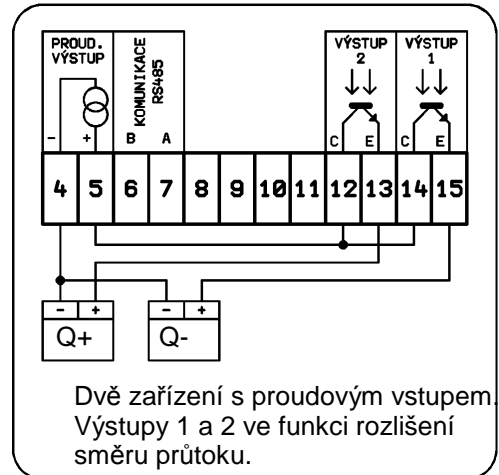 PROUD.
VÝSTUP
KOMUNIKACE
RS485
VÝSTUP
2
VÝSTUP
1
- + B A C E C E
4 5 6 7 8 9 10 11 12 13 14 15
- + - +
Q+ Q-
Dvě zařízení s proudovým vstupem.
Výstupy 1 a 2 ve funkci rozlišení
směru průtoku.